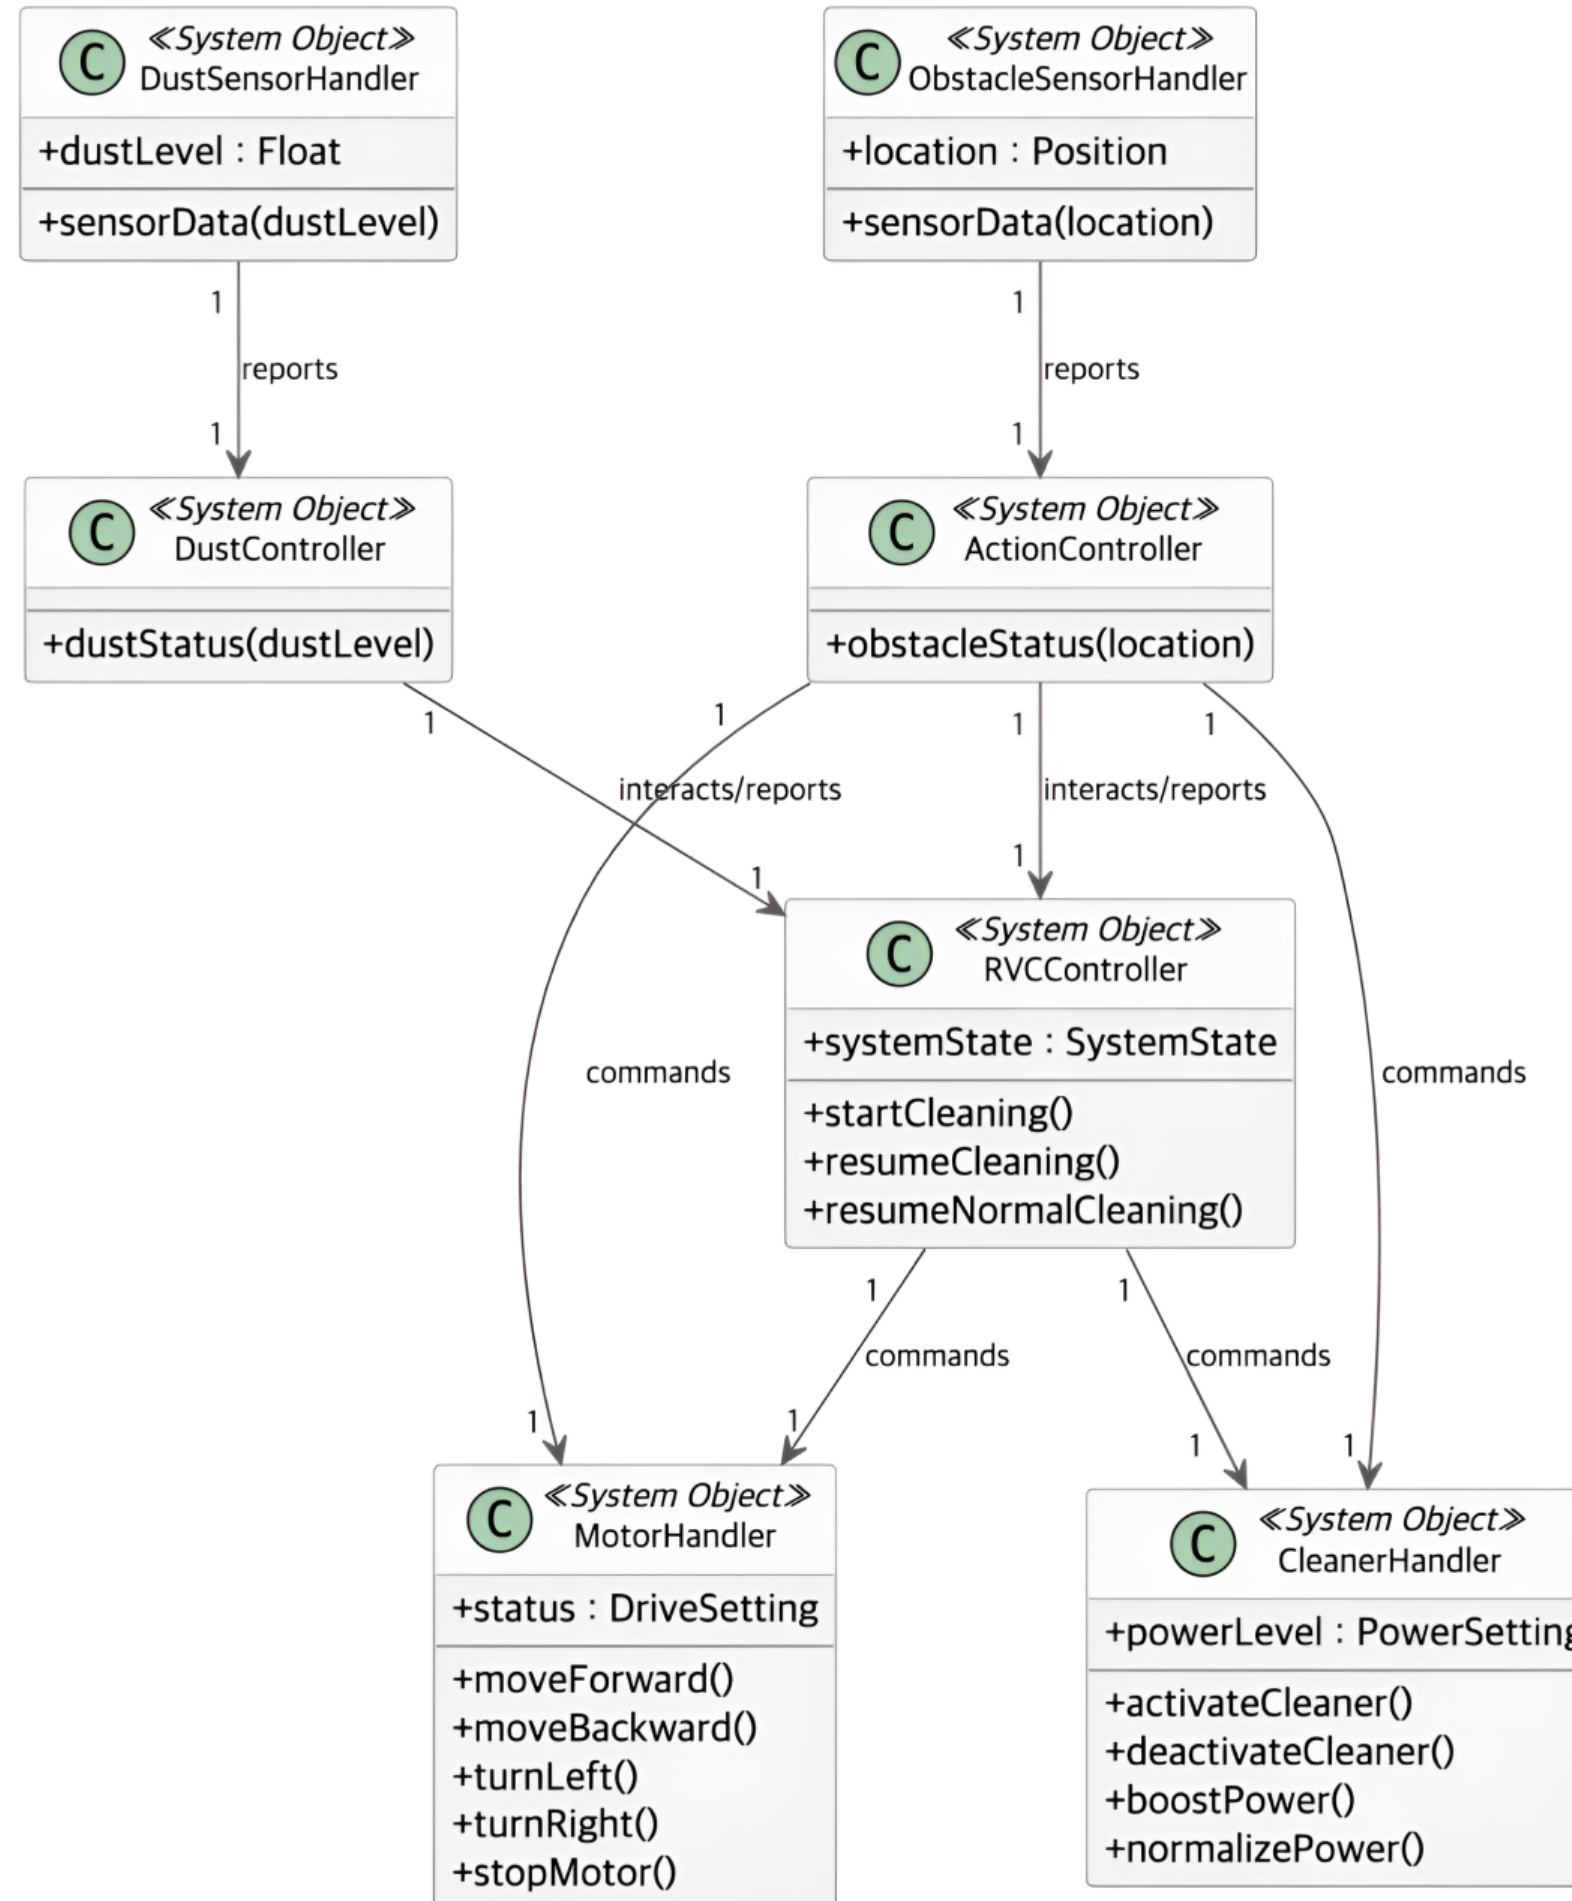 C
≪System Object≫
DustSensorHandler
+dustLevel : Float
+sensorData(dustLevel)
C
≪System Object≫
ObstacleSensorHandler
+location : Position
+sensorData(location)
1
reports
1
1
reports
1
C
≪System Object≫
DustController
+dustStatus(dustLevel)
C
≪System Object≫
ActionController
+obstacleStatus(location)
1
interacts/reports
1
1
commands
1
1
interacts/reports
1
1
commands
1
C
≪System Object≫
RVCController
+systemState : SystemState
+startCleaning()
+resumeCleaning()
+resumeNormalCleaning()
1
commands
1
1
commands
1
C
≪System Object≫
MotorHandler
+status : DriveSetting
+moveForward()
+moveBackward()
+turnLeft()
+turnRight()
+stopMotor()
C
≪System Object≫
CleanerHandler
+powerLevel : PowerSetting
+activateCleaner()
+deactivateCleaner()
+boostPower()
+normalizePower()